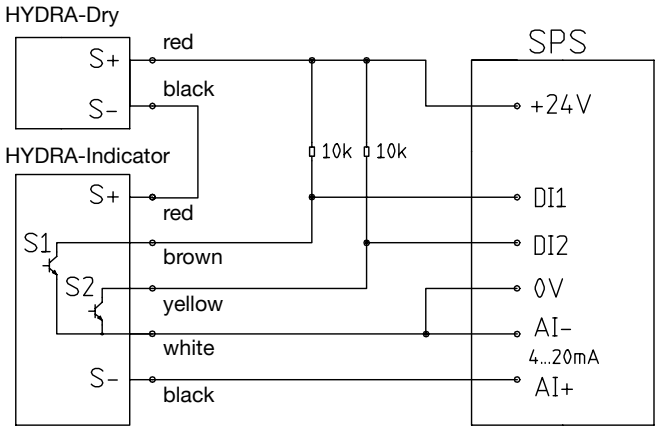 HYDRA-Dry
S+
red
SPS
S-
black
+24V
HYDRA-Indicator
10k
10k
S+
red
DI1
S1
brown
DI2
S2
yellow
0V
white
AI-
4...20mA
S-
black
AI+